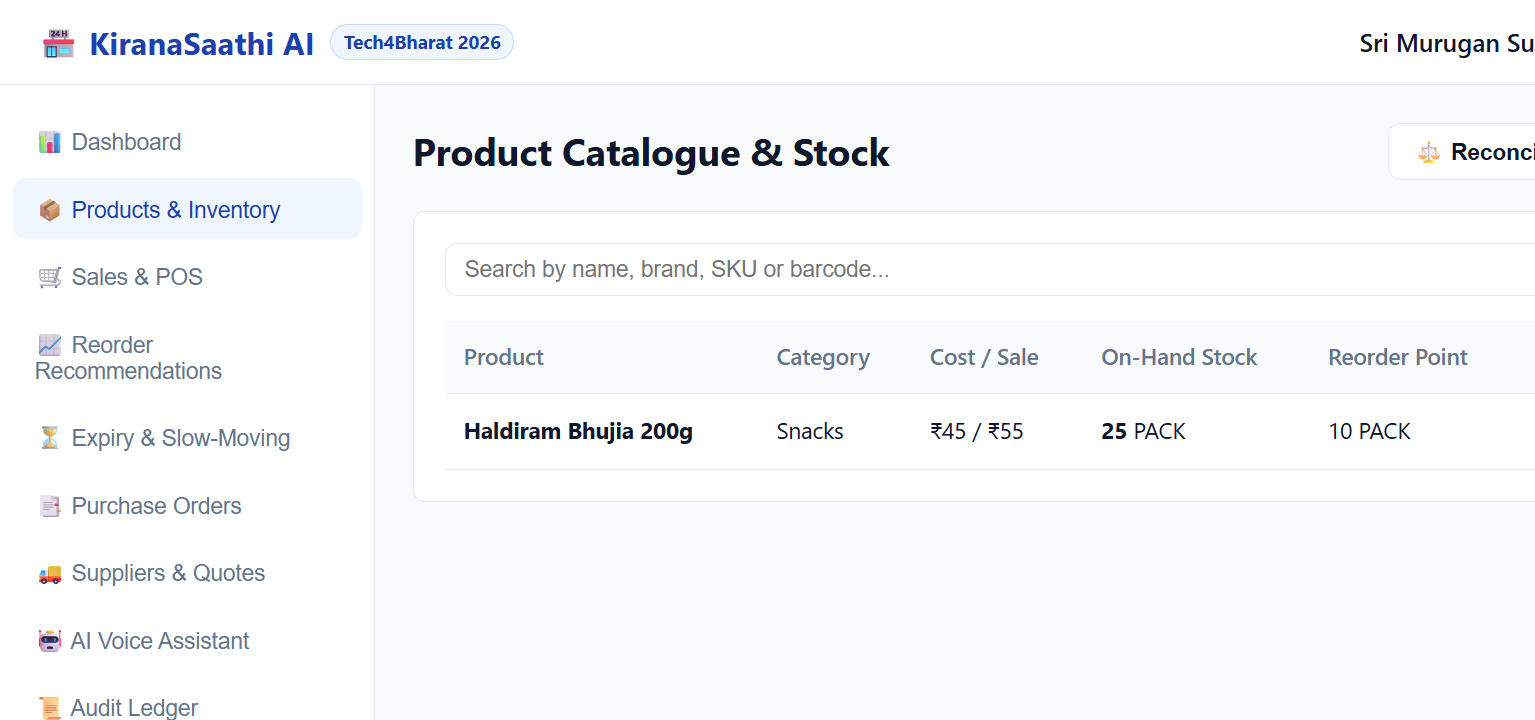 KiranaSaathi AI
Tech4Bharat 2026
Sri Murugan Su
Dashboard
Products & Inventory
Sales & POS
Reorder
Recommendations
Expiry & Slow-Moving
Purchase Orders
Suppliers & Quotes
AI Voice Assistant
Audit Ledger
Product Catalogue & Stock
Reconci
Search by name, brand, SKU or barcode...
Product Category Cost / Sale On-Hand Stock Reorder Point
Haldiram Bhujia 200g Snacks ₹45 / ₹55 25 PACK 10 PACK